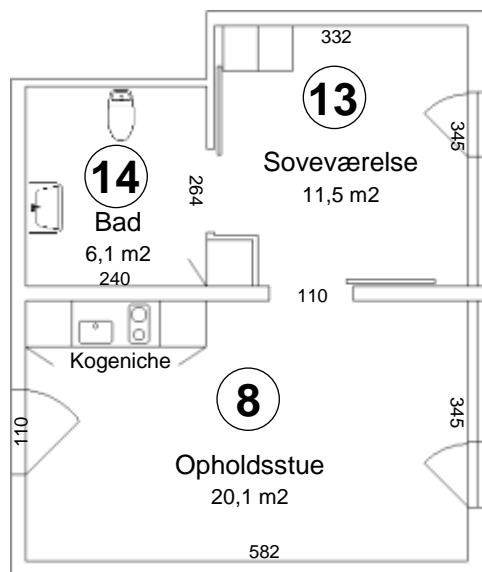 332
13
345
Soveværelse
11,5 m2
14
264
Bad
6,1 m2
240
110
Kogeniche
8
345
110
Opholdsstue
20,1 m2
582